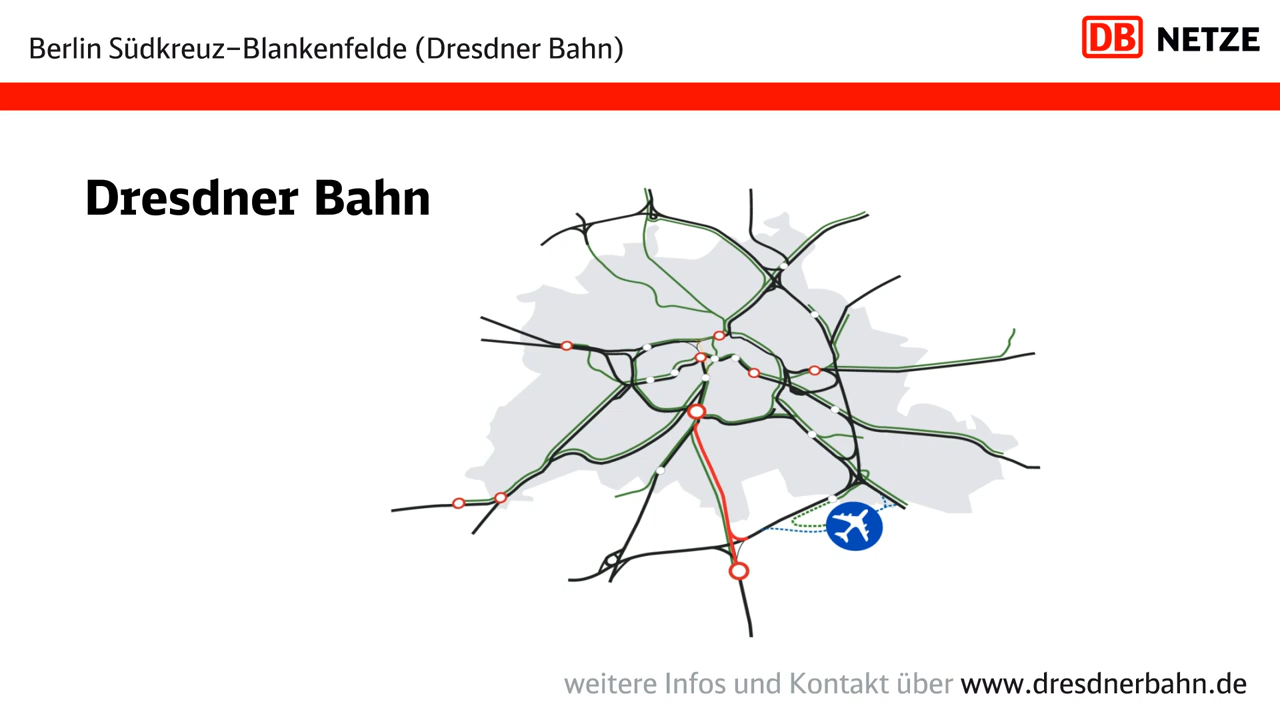 Berlin Südkreuz–Blankenfelde (Dresdner Bahn)
DB NETZE
Dresdner Bahn
weitere Infos und Kontakt über www.dresdnerbahn.de